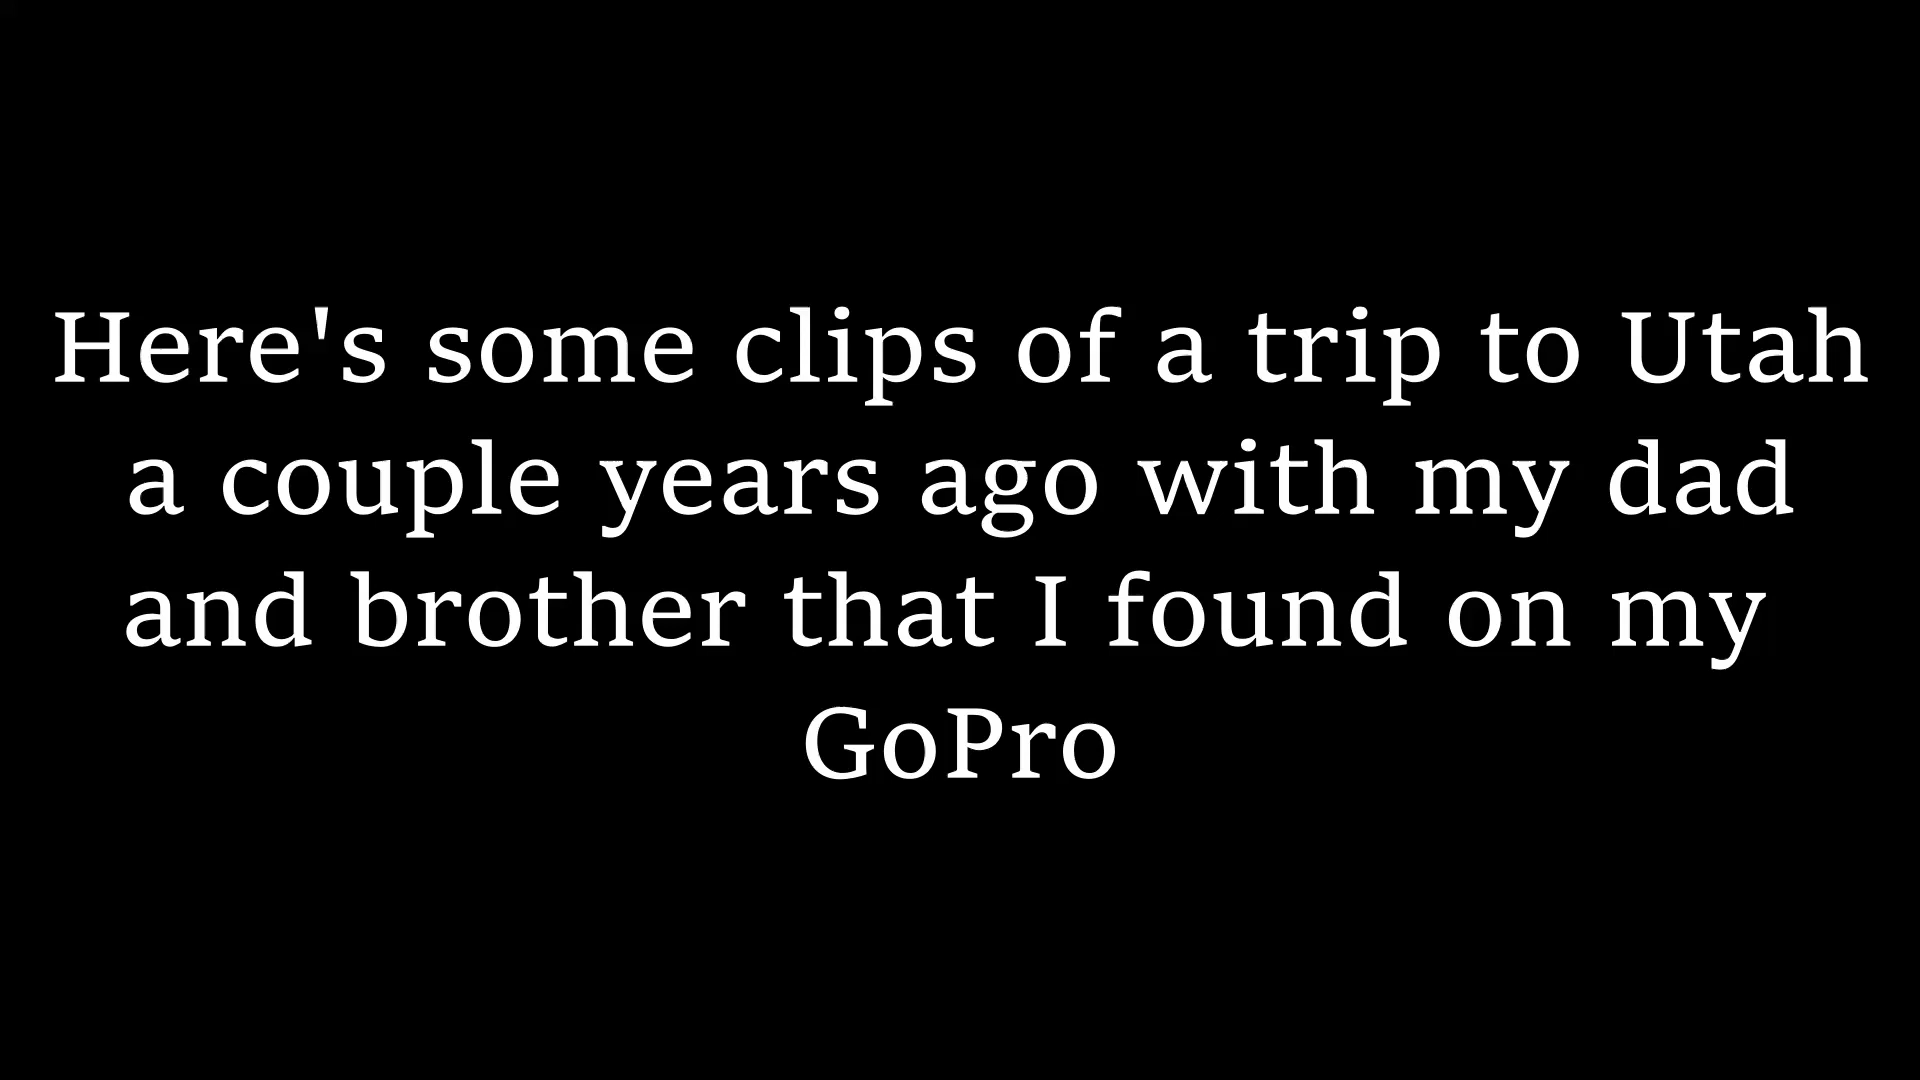 Here's some clips of a trip to Utah
a couple years ago with my dad
and brother that I found on my
GoPro